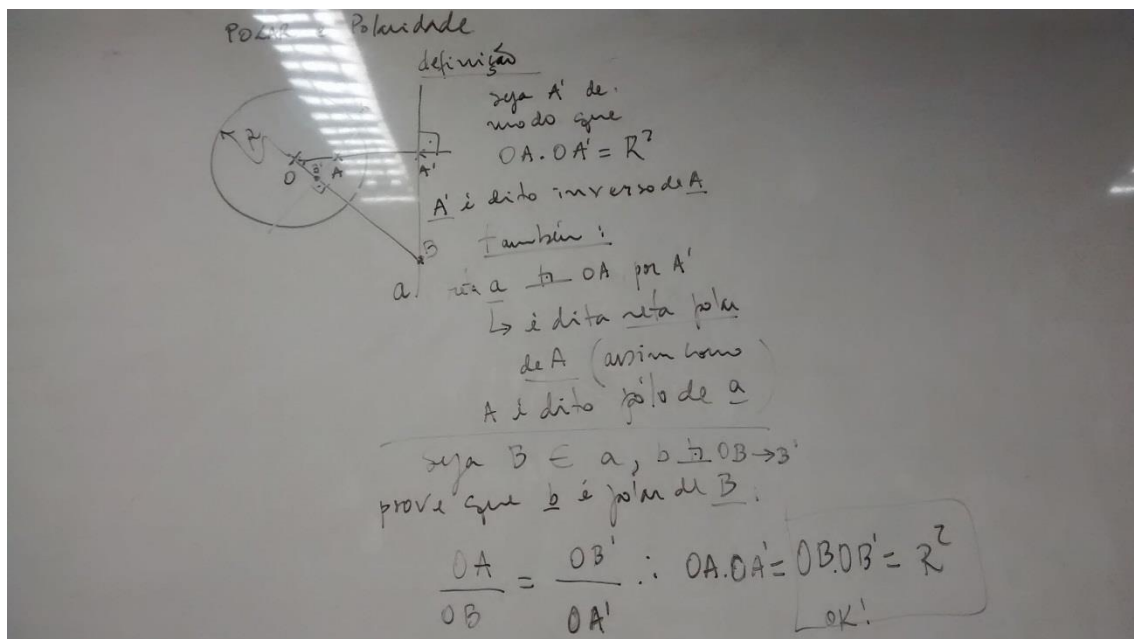 POLAR e Polaridade
definição
seja A' de
modo que
OA.OA' = R²
R
O
A
A'
B'
B
a
A' é dito inverso de A
também:
reta a ⊥ OA por A'
↳ é dita reta polar
de A (assim como
A é dito pólo de a)
seja B ∈ a, b ⊥ OB → B'
prove que b é polar de B.
OA/OB = OB'/OA' ∴ OA.OA' = OB.OB' = R²
OK!